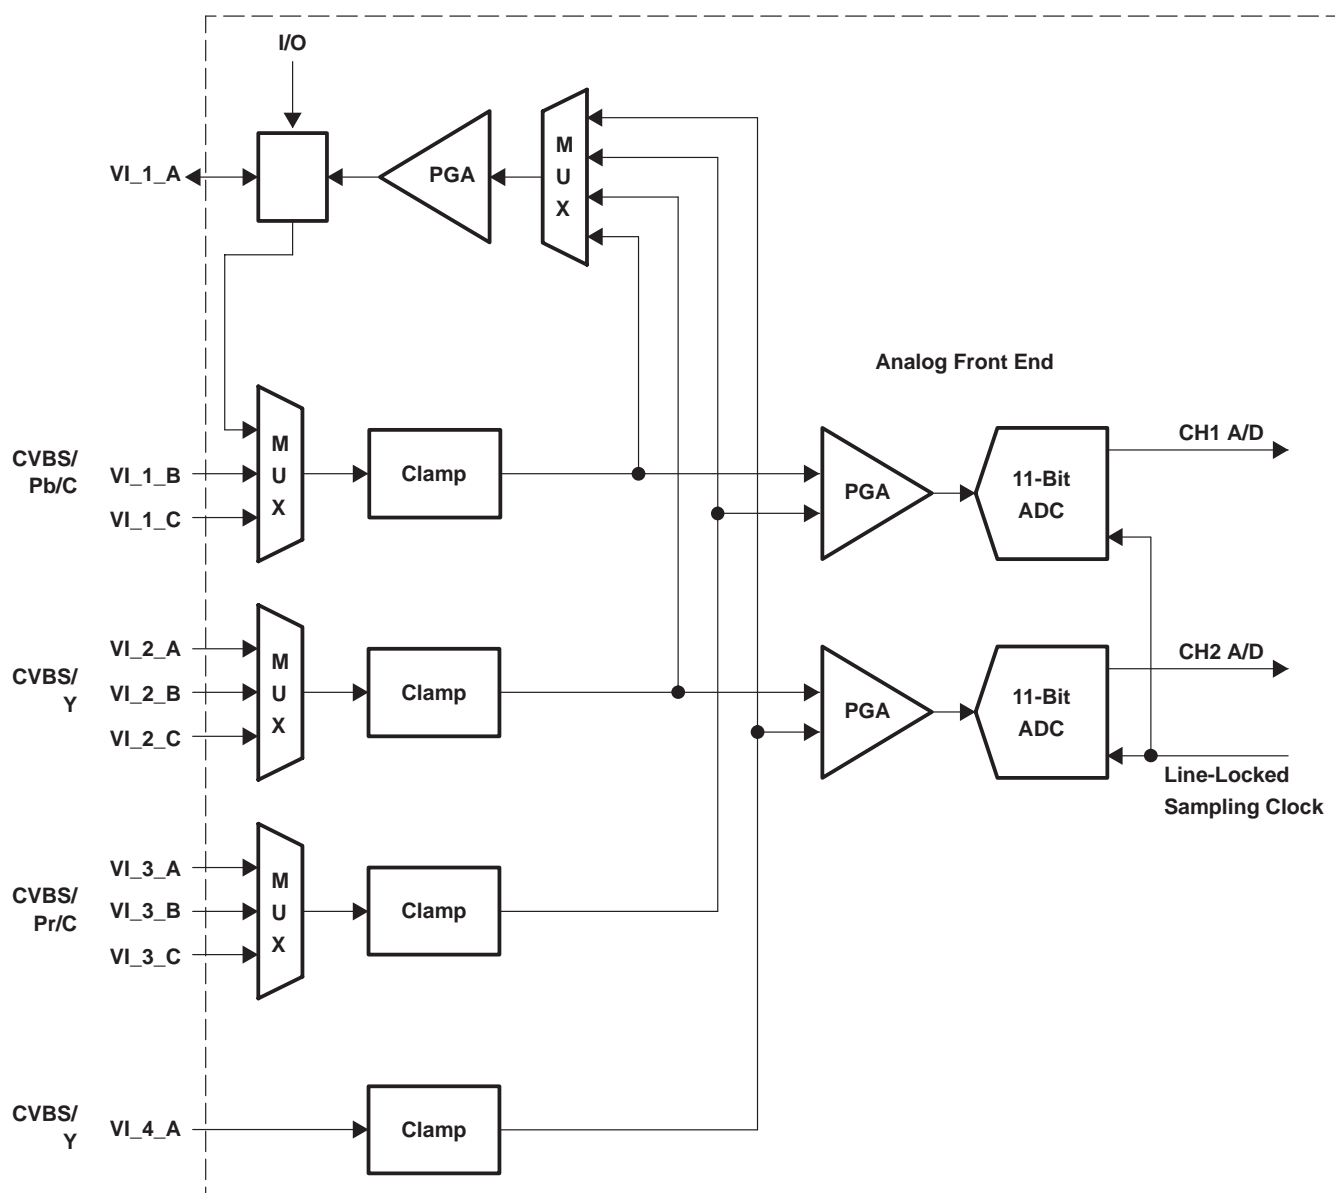 I/O
VI_1_A
PGA
M
U
X
Analog Front End
CVBS/
Pb/C
VI_1_B
VI_1_C
M
U
X
Clamp
PGA
11-Bit
ADC
CH1 A/D
CVBS/
Y
VI_2_A
VI_2_B
VI_2_C
M
U
X
Clamp
PGA
11-Bit
ADC
CH2 A/D
Line-Locked
Sampling Clock
CVBS/
Pr/C
VI_3_A
VI_3_B
VI_3_C
M
U
X
Clamp
CVBS/
Y
VI_4_A
Clamp